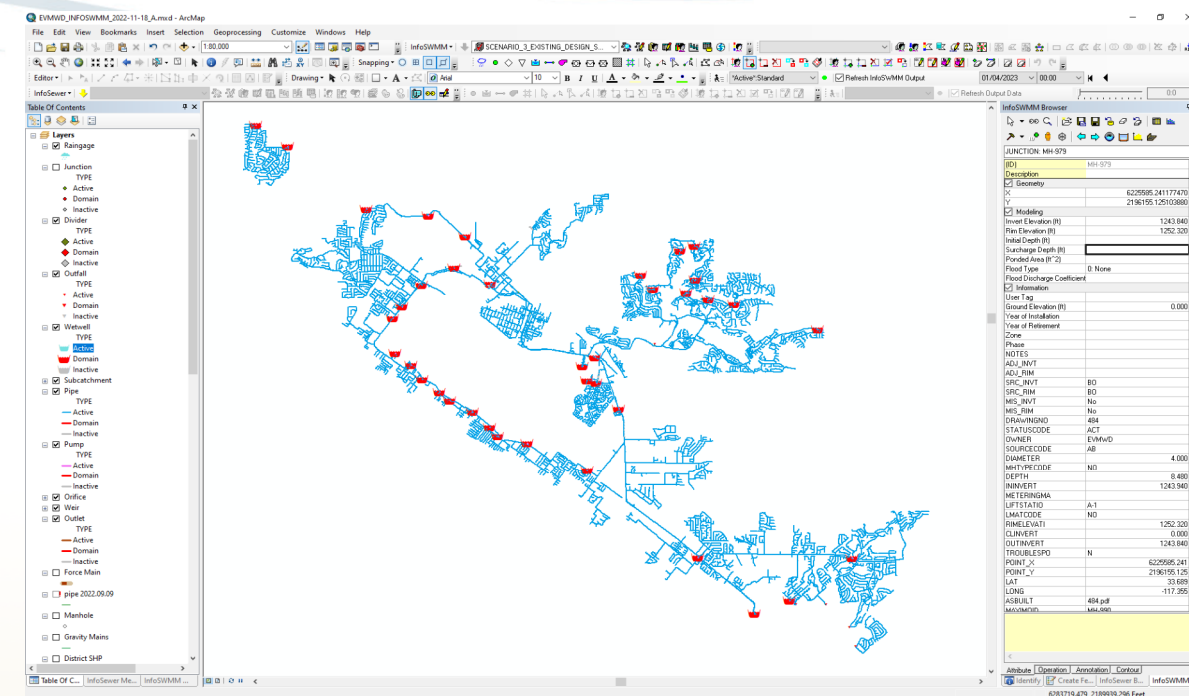 EVMWD_INFOSWMM_2022-11-18_A.mxd - ArcMap
File Edit View Bookmarks Insert Selection Geoprocessing Customize Windows Help
1:80,000 InfoSWMM SCENARIO_3_EXISTING_DESIGN_S...
Snapping
Editor Drawing Arial 10 B I U A *Active*:Standard Refresh InfoSWMM Output 01/04/2023 00:00
InfoSewer Refresh Output Data 0:0
Table Of Contents
Layers
Raingage
Junction
TYPE
Active
Domain
Inactive
Divider
TYPE
Active
Domain
Inactive
Outfall
TYPE
Active
Domain
Inactive
Wetwell
TYPE
Active
Domain
Inactive
Subcatchment
Pipe
TYPE
Active
Domain
Inactive
Pump
TYPE
Active
Domain
Inactive
Orifice
Weir
Outlet
TYPE
Active
Domain
Inactive
Force Main
pipe 2022.09.09
Manhole
Gravity Mains
District SHP
Table Of C... InfoSewer Me... InfoSWMM ...
InfoSWMM Browser
JUNCTION: MH-979
(ID) MH-979
Description
Geometry
X 6225585.241177470
Y 2196155.125103880
Modeling
Invert Elevation (ft) 1243.840
Rim Elevation (ft) 1252.320
Initial Depth (ft)
Surcharge Depth (ft)
Ponded Area (ft^2)
Flood Type 0: None
Flood Discharge Coefficient
Information
User Tag
Ground Elevation (ft) 0.000
Year of Installation
Year of Retirement
Zone
Phase
NOTES
ADJ_INVT
ADJ_RIM
SRC_INVT BO
SRC_RIM BO
MIS_INVT No
MIS_RIM No
DRAWINGNO 484
STATUSCODE ACT
OWNER EVMWD
SOURCECODE AB
DIAMETER 4.000
MHTYPECODE NO
DEPTH 8.480
ININVERT 1243.940
METERINGMA
LIFTSTATIO A-1
LMATCODE NO
RIMELEVATI 1252.320
CLINVERT 0.000
OUTINVERT 1243.840
TROUBLESPO N
POINT_X 6225585.241
POINT_Y 2196155.125
LAT 33.689
LONG -117.355
ASBUILT 484.pdf
MAXIMOID MH-990
Attribute Operation Annotation Contour
Identify Create Fe... InfoSewer B... InfoSWMM
6283719.479 2189939.296 Feet